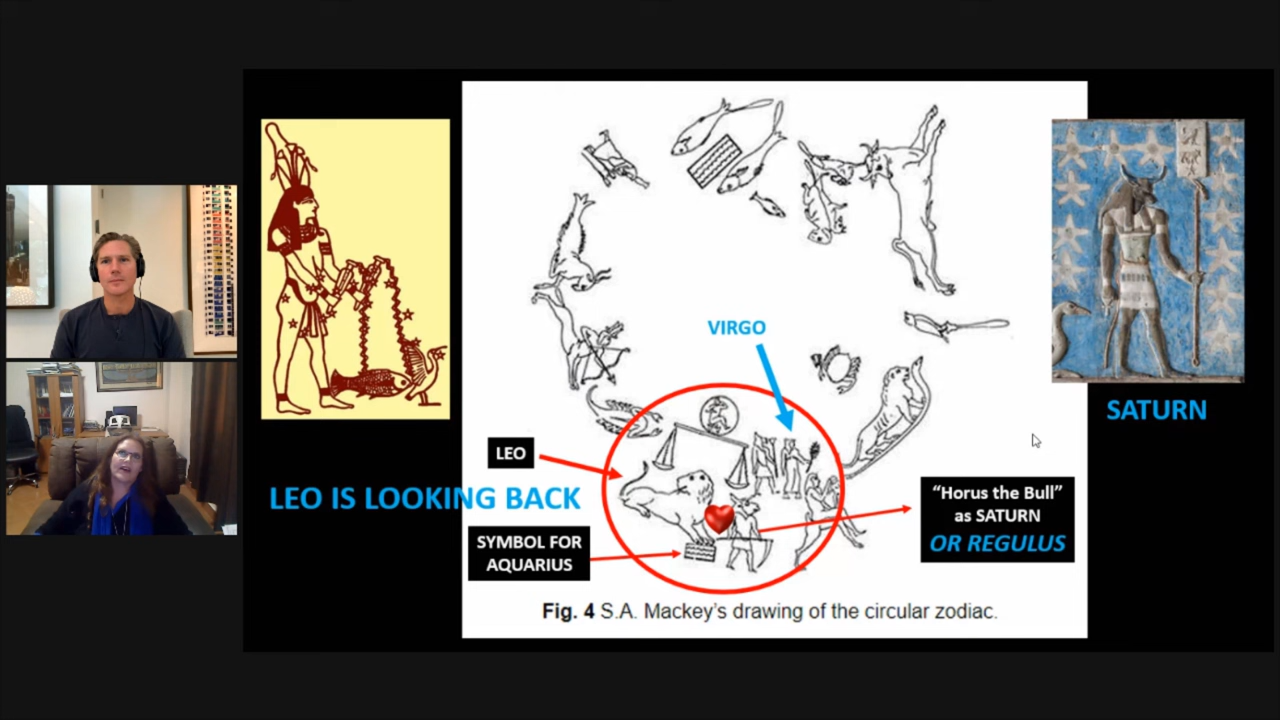 VIRGO
LEO
LEO IS LOOKING BACK
SYMBOL FOR
AQUARIUS
"Horus the Bull"
as SATURN
OR REGULUS
SATURN
Fig. 4 S.A. Mackey's drawing of the circular zodiac.